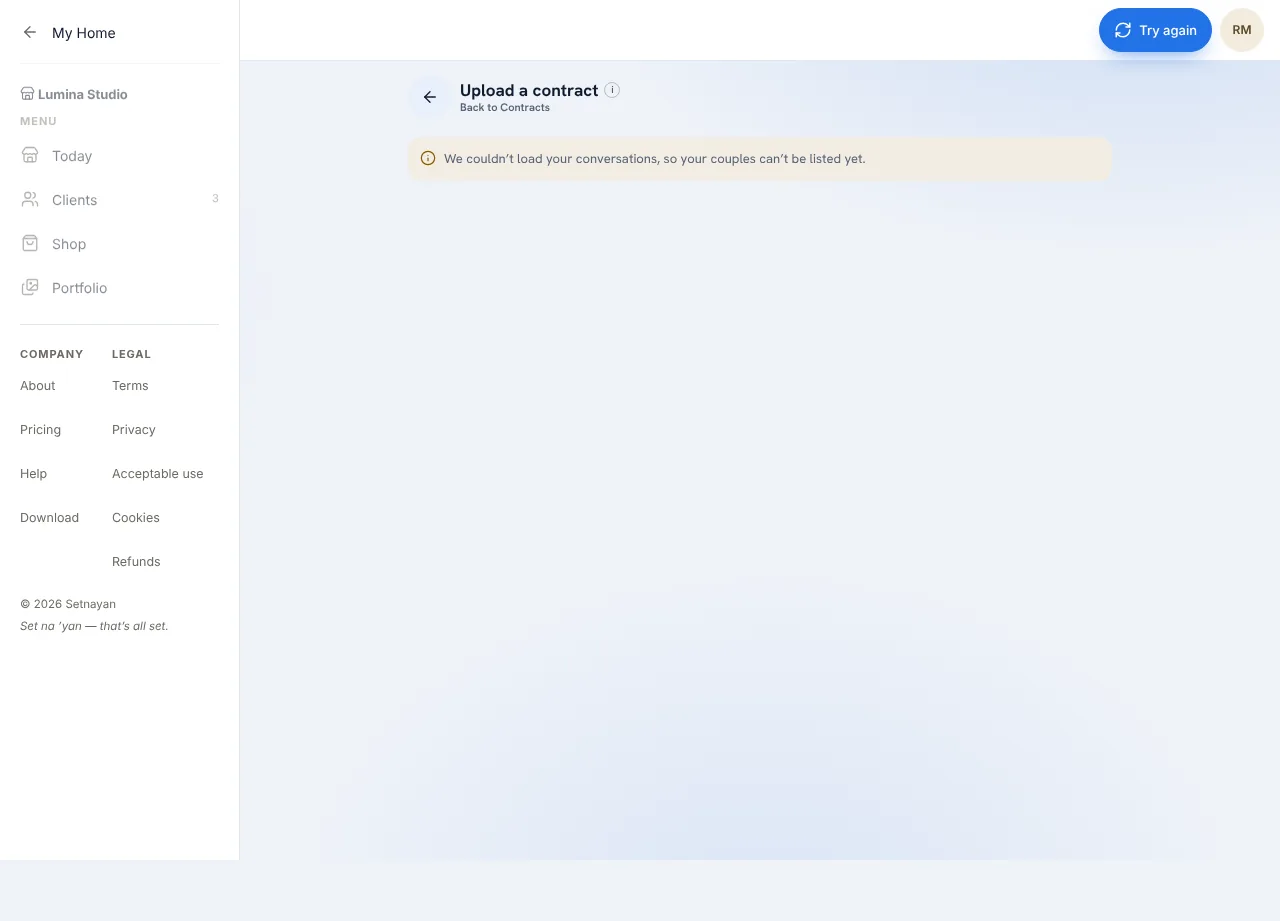 My Home
Lumina Studio
MENU
Today
Clients 3
Shop
Portfolio
COMPANY LEGAL
About Terms
Pricing Privacy
Help Acceptable use
Download Cookies
Refunds
© 2026 Setnayan
Set na ’yan — that’s all set.
Try again
RM
Upload a contract
Back to Contracts
We couldn’t load your conversations, so your couples can’t be listed yet.